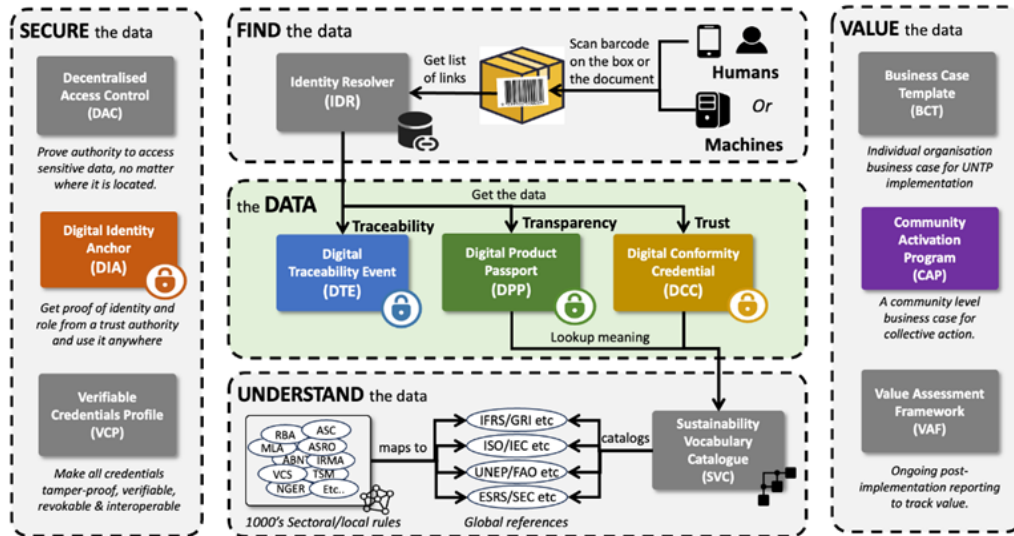 SECURE the data
Decentralised
Access Control
(DAC)
Prove authority to access
sensitive data, no matter
where it is located.
Digital Identity
Anchor
(DIA)
Get proof of identity and
role from a trust authority
and use it anywhere
Verifiable
Credentials Profile
(VCP)
Make all credentials
tamper-proof, verifiable,
revokable & interoperable
FIND the data
Identity Resolver
(IDR)
Get list
of links
Scan barcode
on the box or
the document
Humans
Or
Machines
the DATA
Get the data
Traceability
Transparency
Trust
Digital
Traceability Event
(DTE)
Digital Product
Passport
(DPP)
Digital Conformity
Credential
(DCC)
Lookup meaning
UNDERSTAND the data
RBA
ASC
MLA
ASRO
ABNT
IRMA
VCS
TSM
NGER
Etc..
1000's Sectoral/local rules
maps to
IFRS/GRI etc
ISO/IEC etc
UNEP/FAO etc
ESRS/SEC etc
Global references
catalogs
Sustainability
Vocabulary
Catalogue
(SVC)
VALUE the data
Business Case
Template
(BCT)
Individual organisation
business case for UNTP
implementation
Community
Activation
Program
(CAP)
A community level
business case for
collective action.
Value Assessment
Framework
(VAF)
Ongoing post-
implementation reporting
to track value.